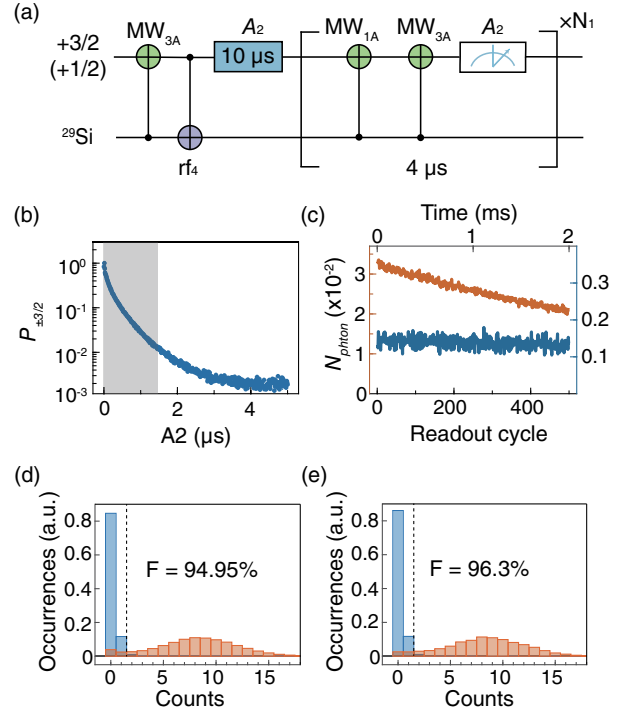 (a)
+3/2
(+1/2)
MW3A
A2
10 µs
MW1A
MW3A
A2
×N1
29Si
rf4
4 µs
(b)
P±3/2
10^0
10^-1
10^-2
10^-3
0
2
4
A2 (µs)
(c)
Time (ms)
0
1
2
Nphton (x10^-2)
3
2
1
0
0.3
0.2
0.1
0
200
400
Readout cycle
(d)
Occurrences (a.u.)
0.8
0.6
0.4
0.2
0
F = 94.95%
0
5
10
15
Counts
(e)
Occurrences (a.u.)
0.8
0.6
0.4
0.2
0
F = 96.3%
0
5
10
15
Counts